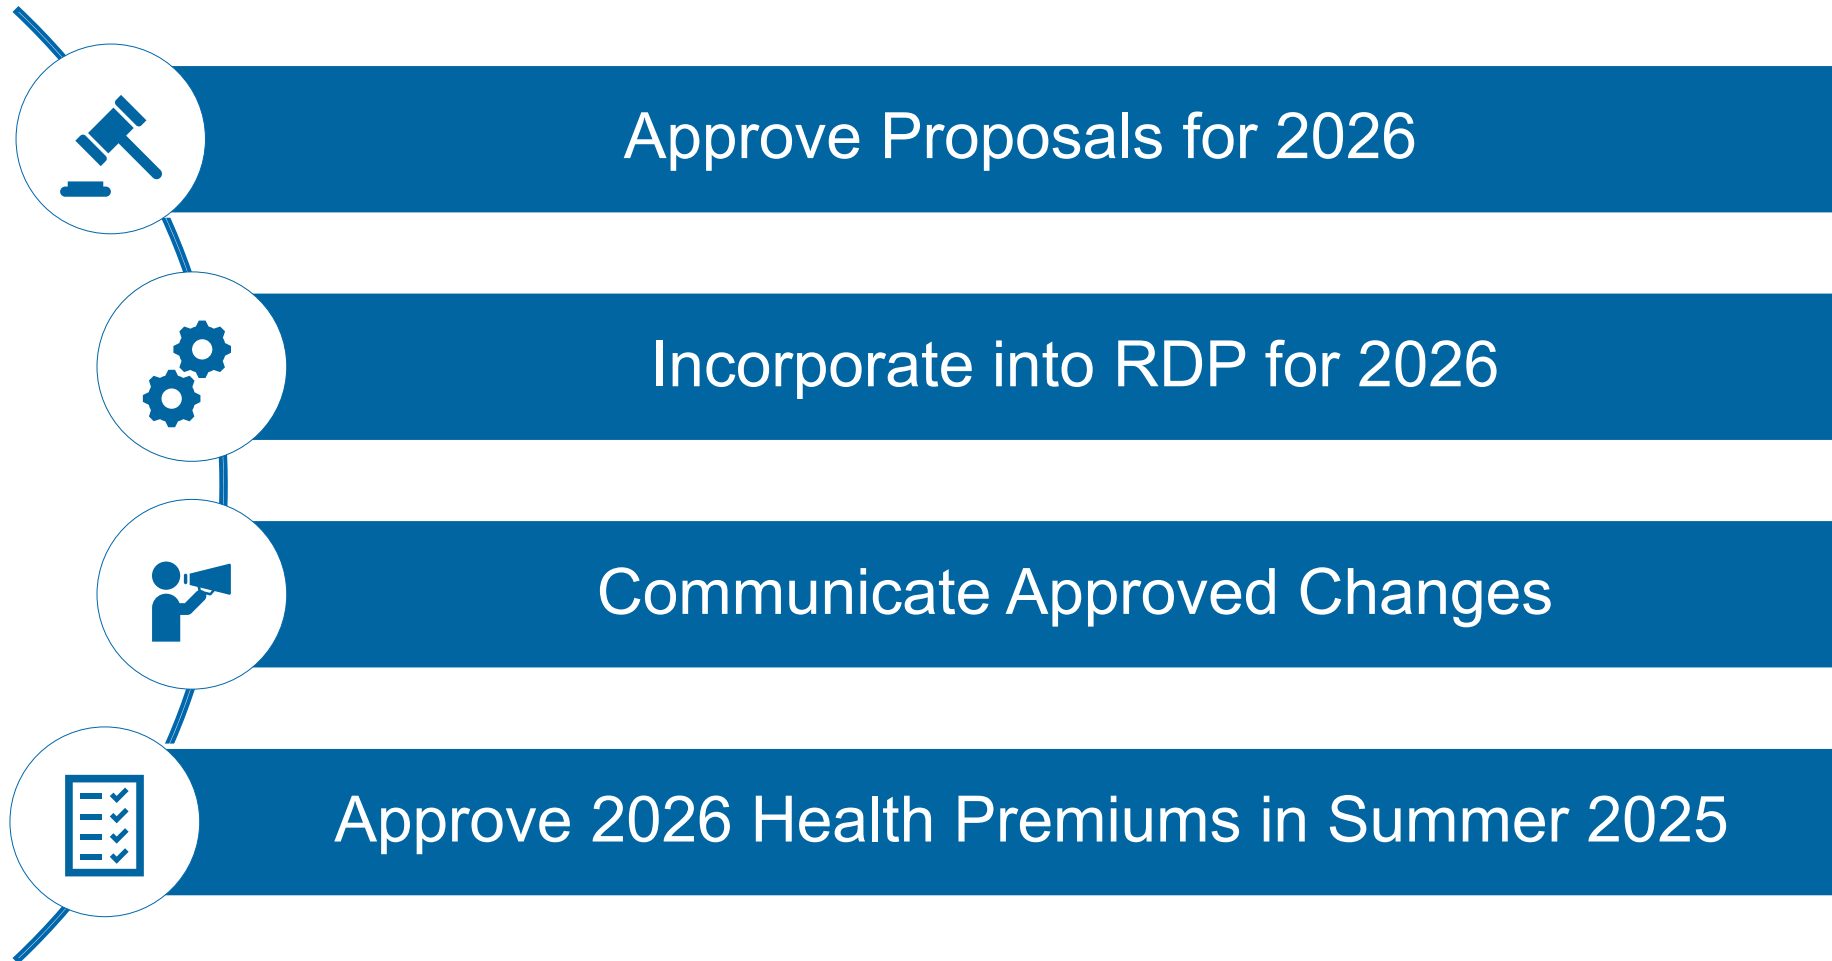 Approve Proposals for 2026
Incorporate into RDP for 2026
Communicate Approved Changes
Approve 2026 Health Premiums in Summer 2025